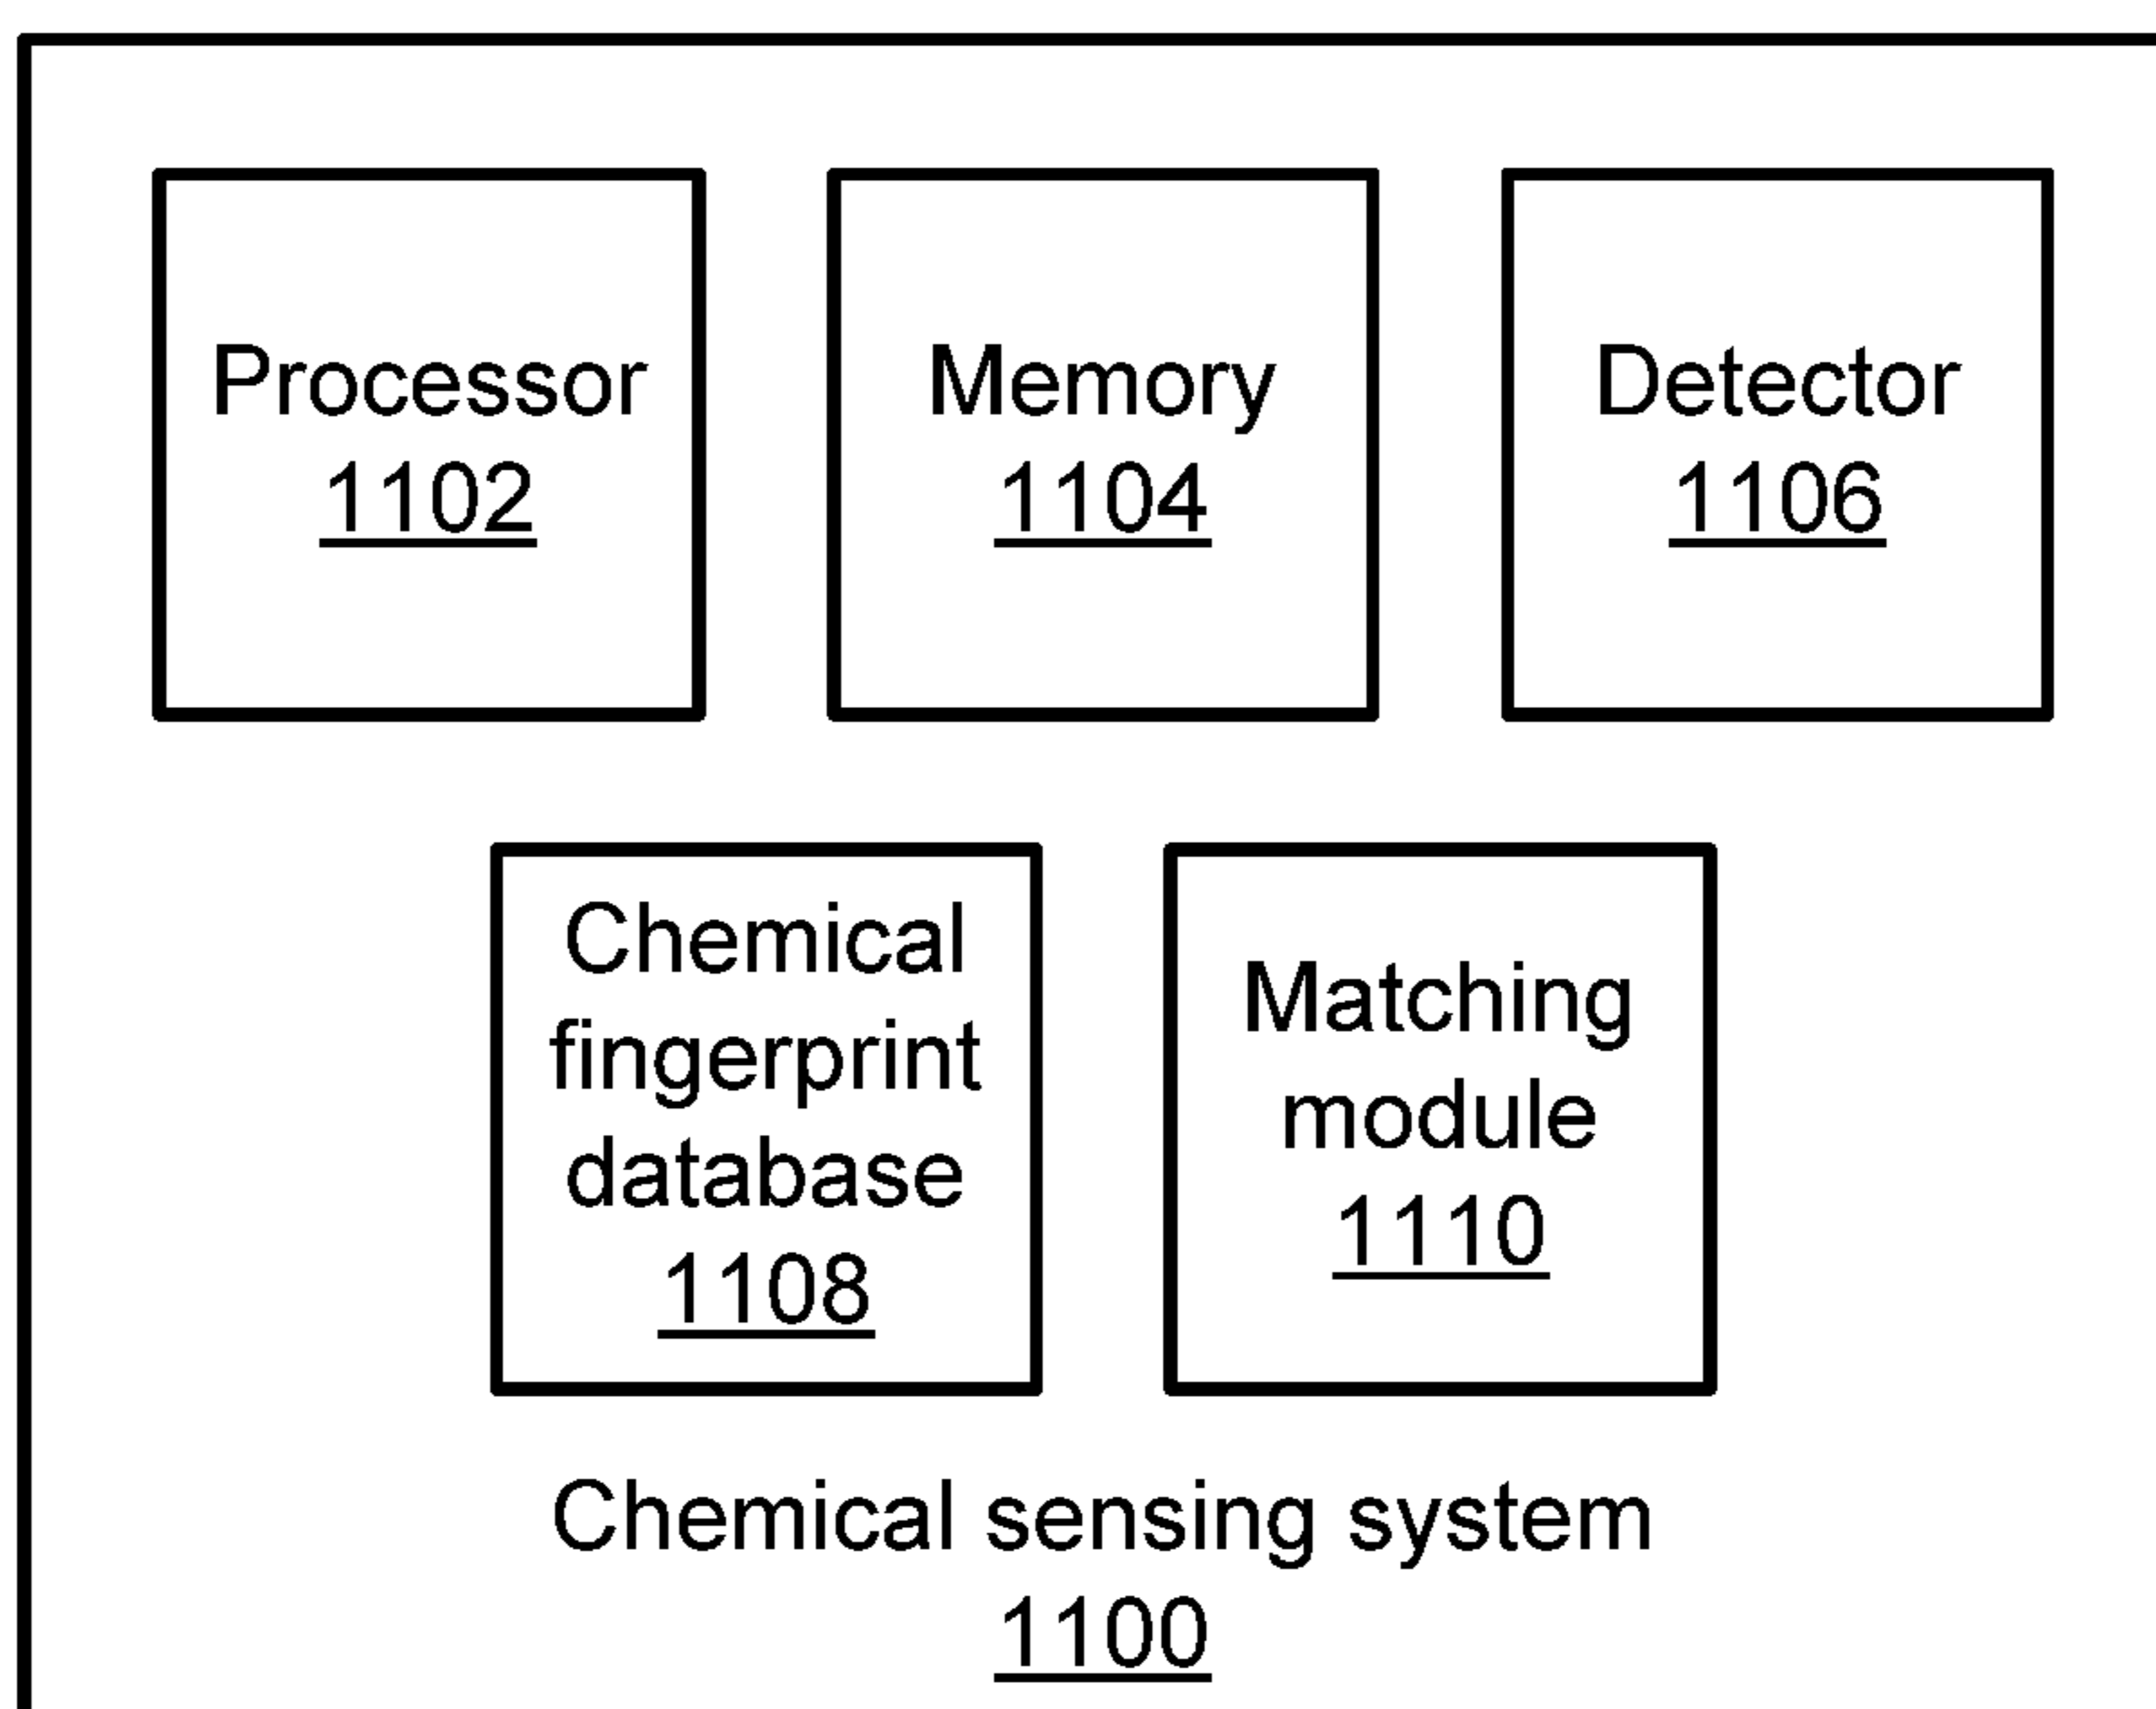 Processor
1102
Memory
1104
Detector
1106
Chemical
fingerprint
database
1108
Matching
module
1110
Chemical sensing system
1100